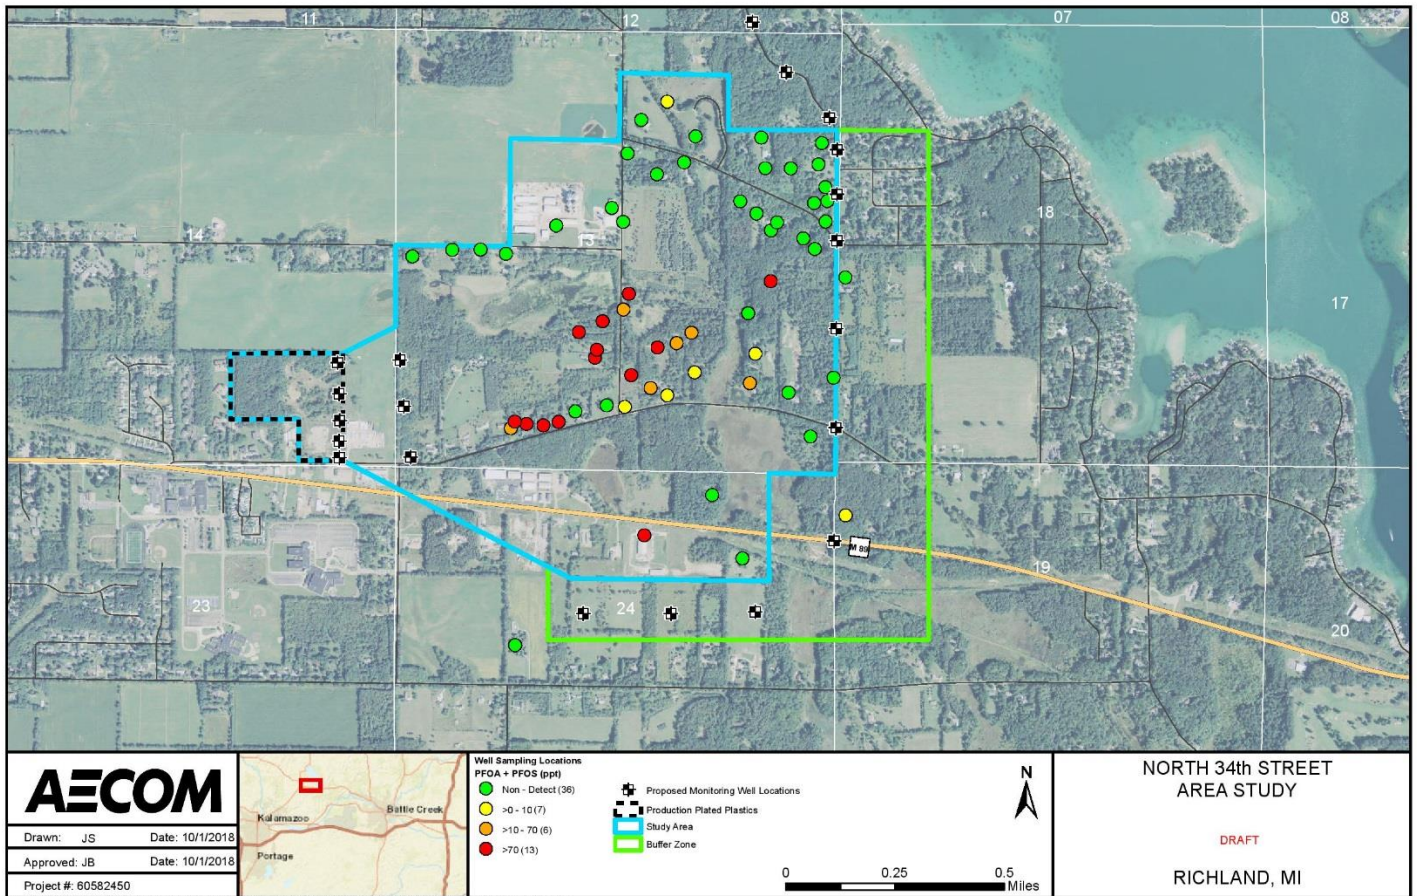 11
12
07
08
14
13
18
17
M 89
19
23
24
20
AECOM
Drawn: JS Date: 10/1/2018
Approved: JB Date: 10/1/2018
Project #: 60582450
Kalamazoo
Battle Creek
Portage
Well Sampling Locations
PFOA + PFOS (ppt)
Non - Detect (36)
>0 - 10 (7)
>10 - 70 (6)
>70 (13)
Proposed Monitoring Well Locations
Production Plated Plastics
Study Area
Buffer Zone
N
0 0.25 0.5
Miles
NORTH 34th STREET
AREA STUDY
DRAFT
RICHLAND, MI